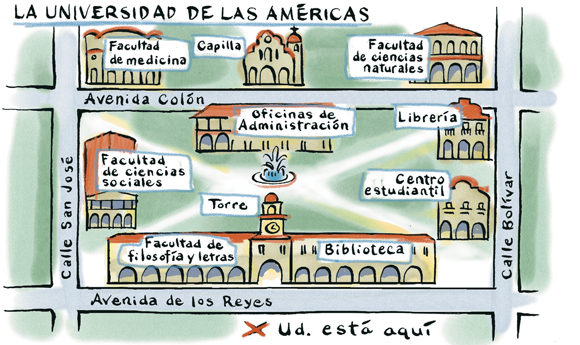 LA UNIVERSIDAD DE LAS AMÉRICAS
Facultad
de medicina
Capilla
Facultad
de ciencias
naturales
Avenida Colón
Oficinas de
Administración
Librería
Facultad
de ciencias
sociales
Centro
estudiantil
Calle San José
Torre
Calle Bolívar
Facultad de
filosofía y letras
Biblioteca
Avenida de los Reyes
Ud. está aquí